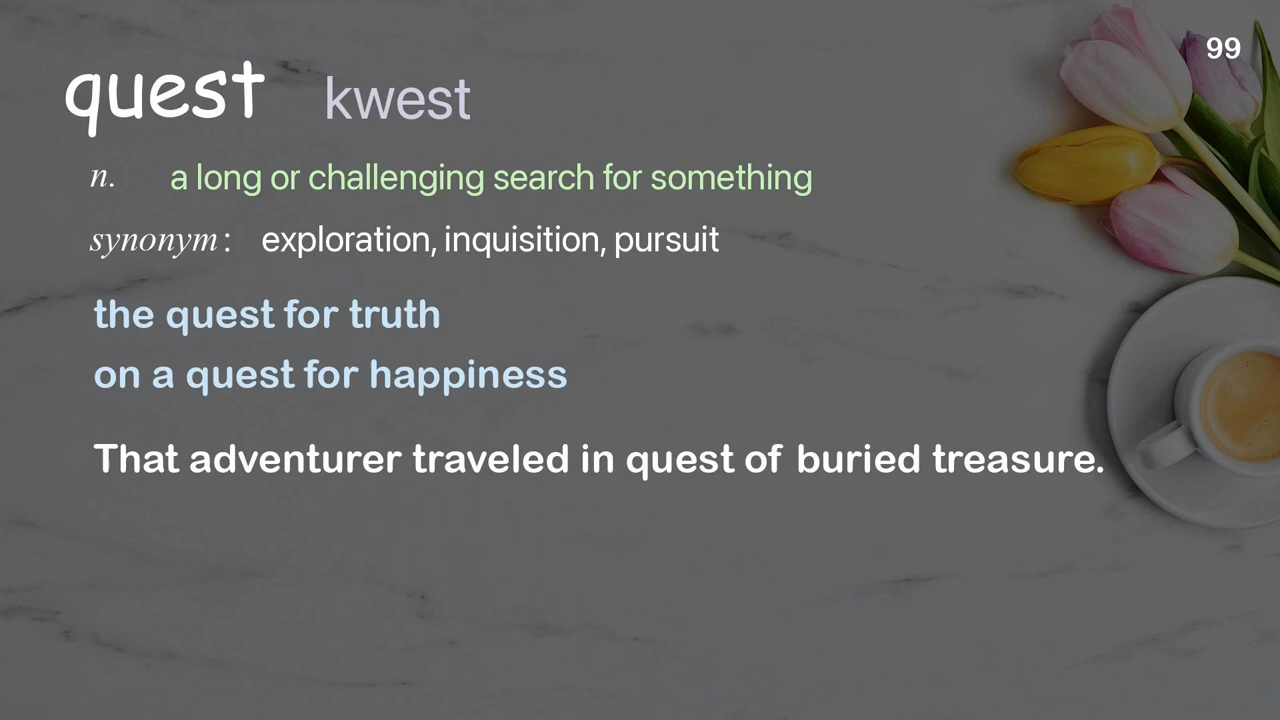 99
quest kwest
n. a long or challenging search for something
synonym: exploration, inquisition, pursuit
the quest for truth
on a quest for happiness
That adventurer traveled in quest of buried treasure.